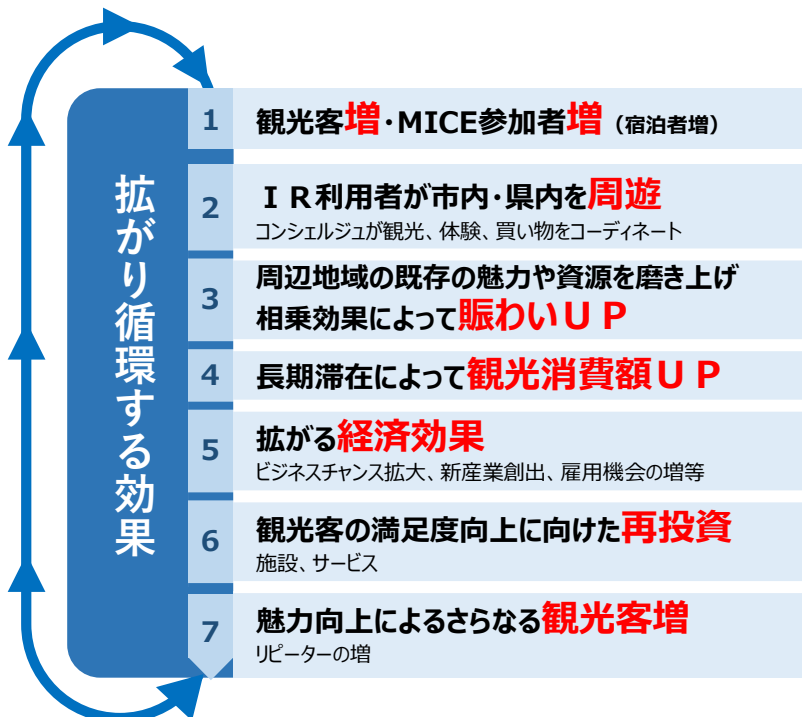 拡がり循環する効果
1
観光客増・MICE参加者増（宿泊者増）
2
ＩＲ利用者が市内・県内を周遊
コンシェルジュが観光、体験、買い物をコーディネート
3
周辺地域の既存の魅力や資源を磨き上げ
相乗効果によって賑わいＵＰ
4
長期滞在によって観光消費額ＵＰ
5
拡がる経済効果
ビジネスチャンス拡大、新産業創出、雇用機会の増等
6
観光客の満足度向上に向けた再投資
施設、サービス
7
魅力向上によるさらなる観光客増
リピーターの増